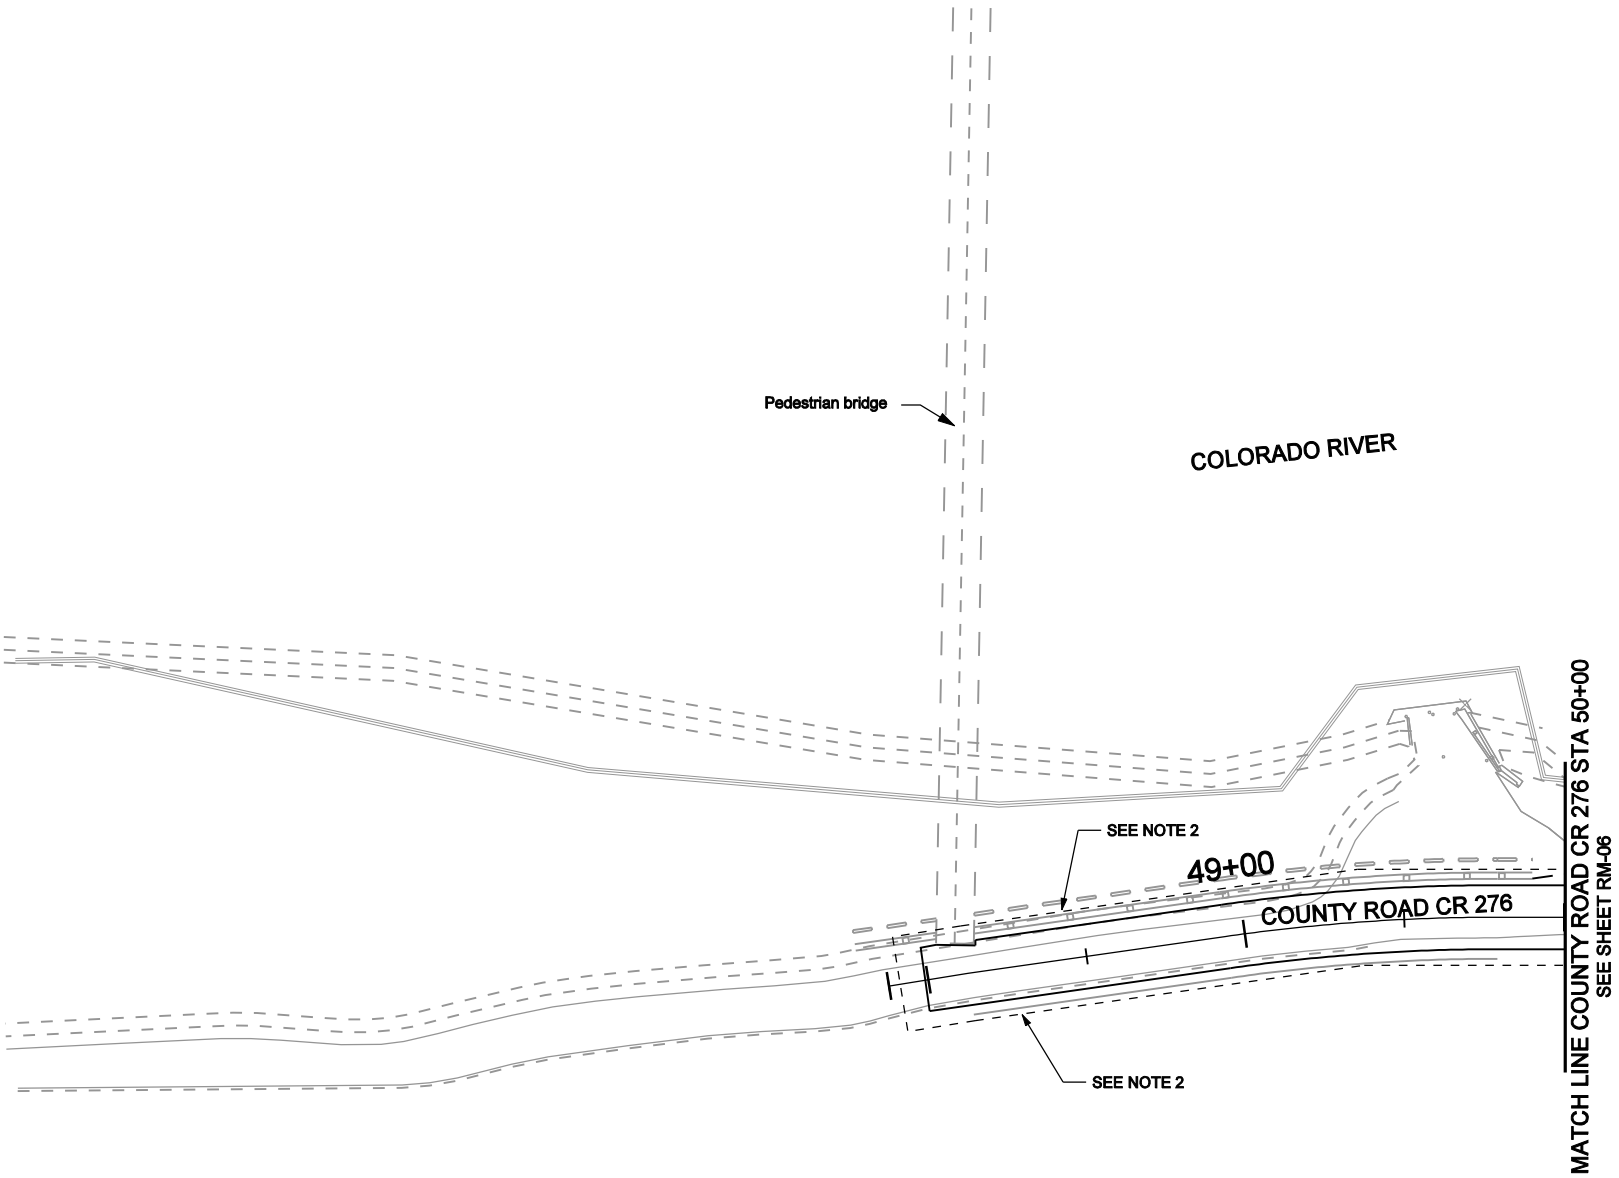 Pedestrian bridge
COLORADO RIVER
SEE NOTE 2
49+00
COUNTY ROAD CR 276
SEE NOTE 2
MATCH LINE COUNTY ROAD CR 276 STA 50+00
SEE SHEET RM-06